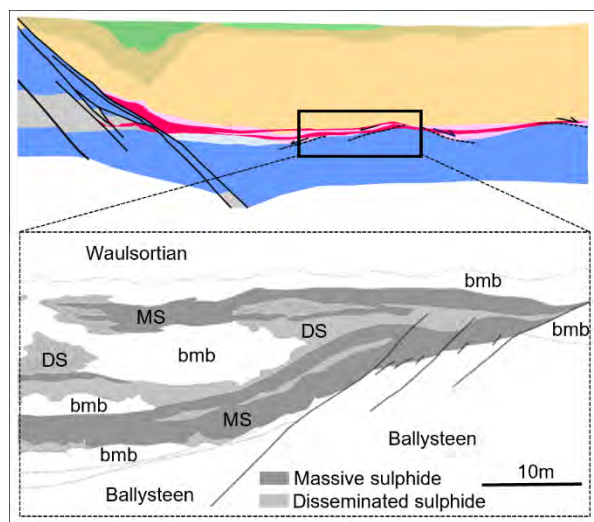 Waulsortian
bmb
MS
DS
bmb
DS
bmb
bmb
MS
bmb
Ballysteen
Ballysteen
Massive sulphide
Disseminated sulphide
10m